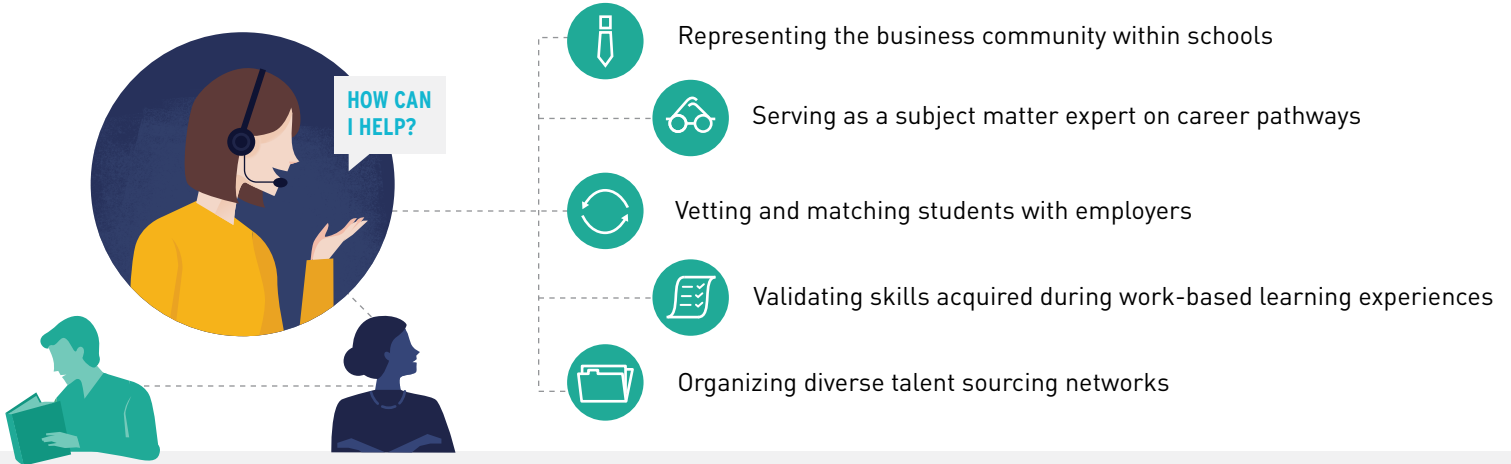 HOW CAN
I HELP?
Representing the business community within schools
Serving as a subject matter expert on career pathways
Vetting and matching students with employers
Validating skills acquired during work-based learning experiences
Organizing diverse talent sourcing networks